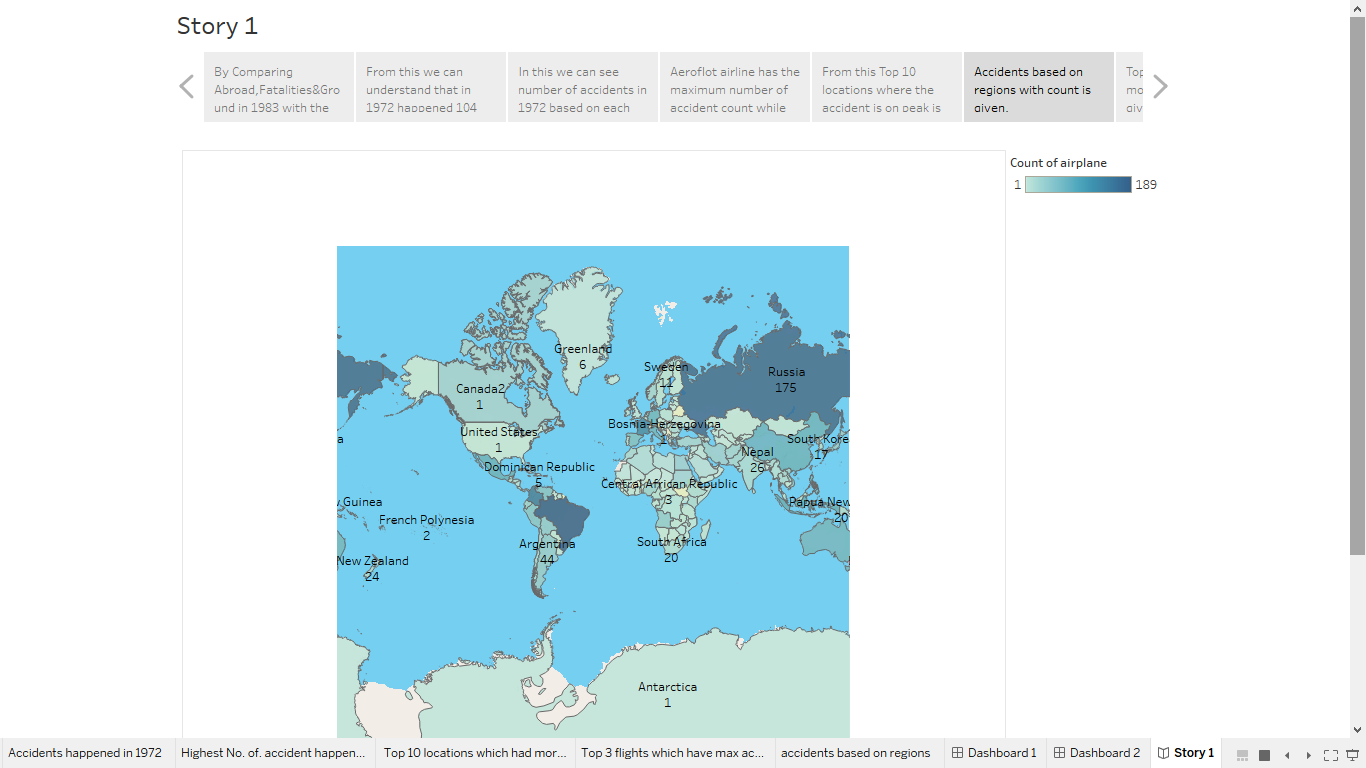 Story 1
By Comparing
Abroad,Fatalities&Gro
und in 1983 with the
From this we can
understand that in
1972 happened 104
In this we can see
number of accidents in
1972 based on each
Aeroflot airline has the
maximum number of
accident count while
From this Top 10
locations where the
accident is on peak is
Accidents based on
regions with count is
given.
Count of airplane
1
189
Greenland
6
Sweden
11
Russia
175
Canada2
1
United States
1
Bosnia-Herzegovina
1
South Kore
17
a
Nepal
26
Dominican Republic
5
Central African Republic
3
Guinea
Papua New
20
French Polynesia
2
Argentina
44
South Africa
20
New Zealand
24
Antarctica
1
Accidents happened in 1972
Highest No. of. accident happen...
Top 10 locations which had mor...
Top 3 flights which have max ac...
accidents based on regions
Dashboard 1
Dashboard 2
Story 1